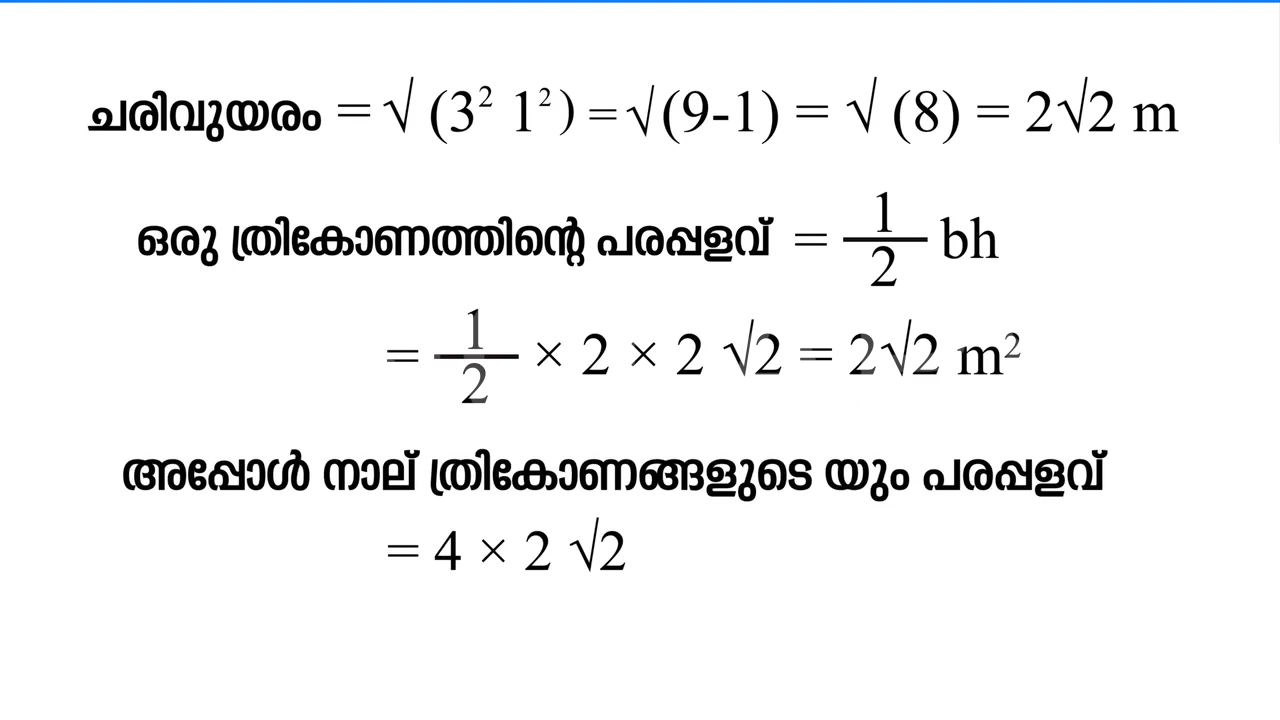 ചരിവുയരം = √ (3² 1²) = √(9-1) = √ (8) = 2√2 m
ഒരു ത്രികോണത്തിന്റെ പരപ്പളവ് = 1/2 bh
= 1/2 × 2 × 2 √2 = 2√2 m²
അപ്പോൾ നാല് ത്രികോണങ്ങളുടെ യും പരപ്പളവ്
= 4 × 2 √2